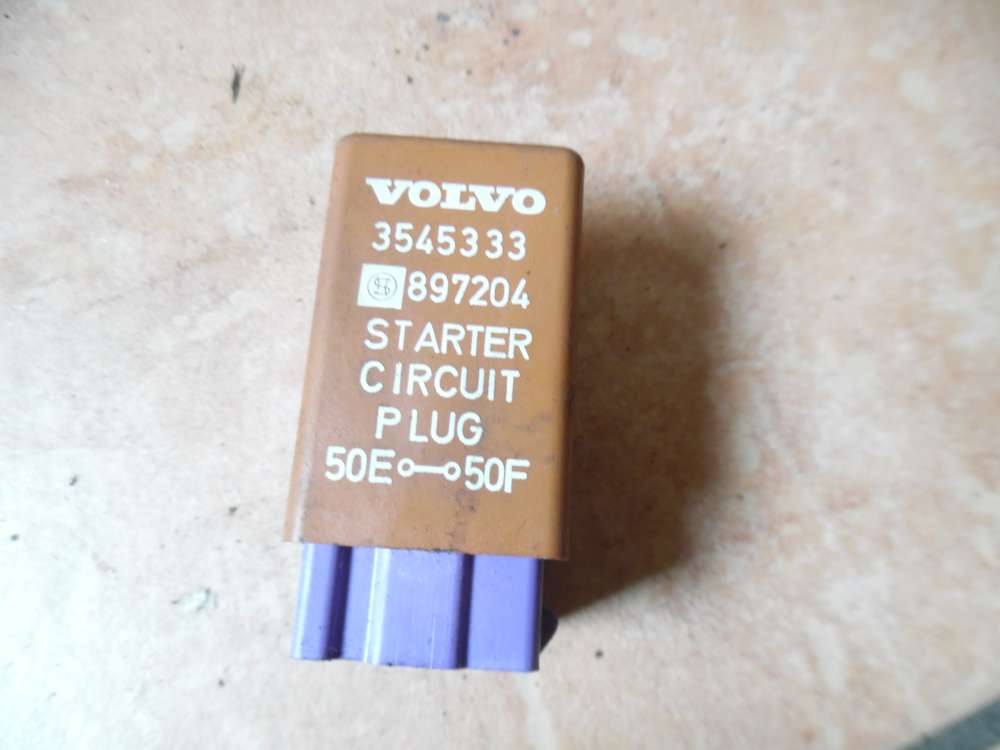 VOLVO
3545333
897204
STARTER
CIRCUIT
PLUG
50E 50F